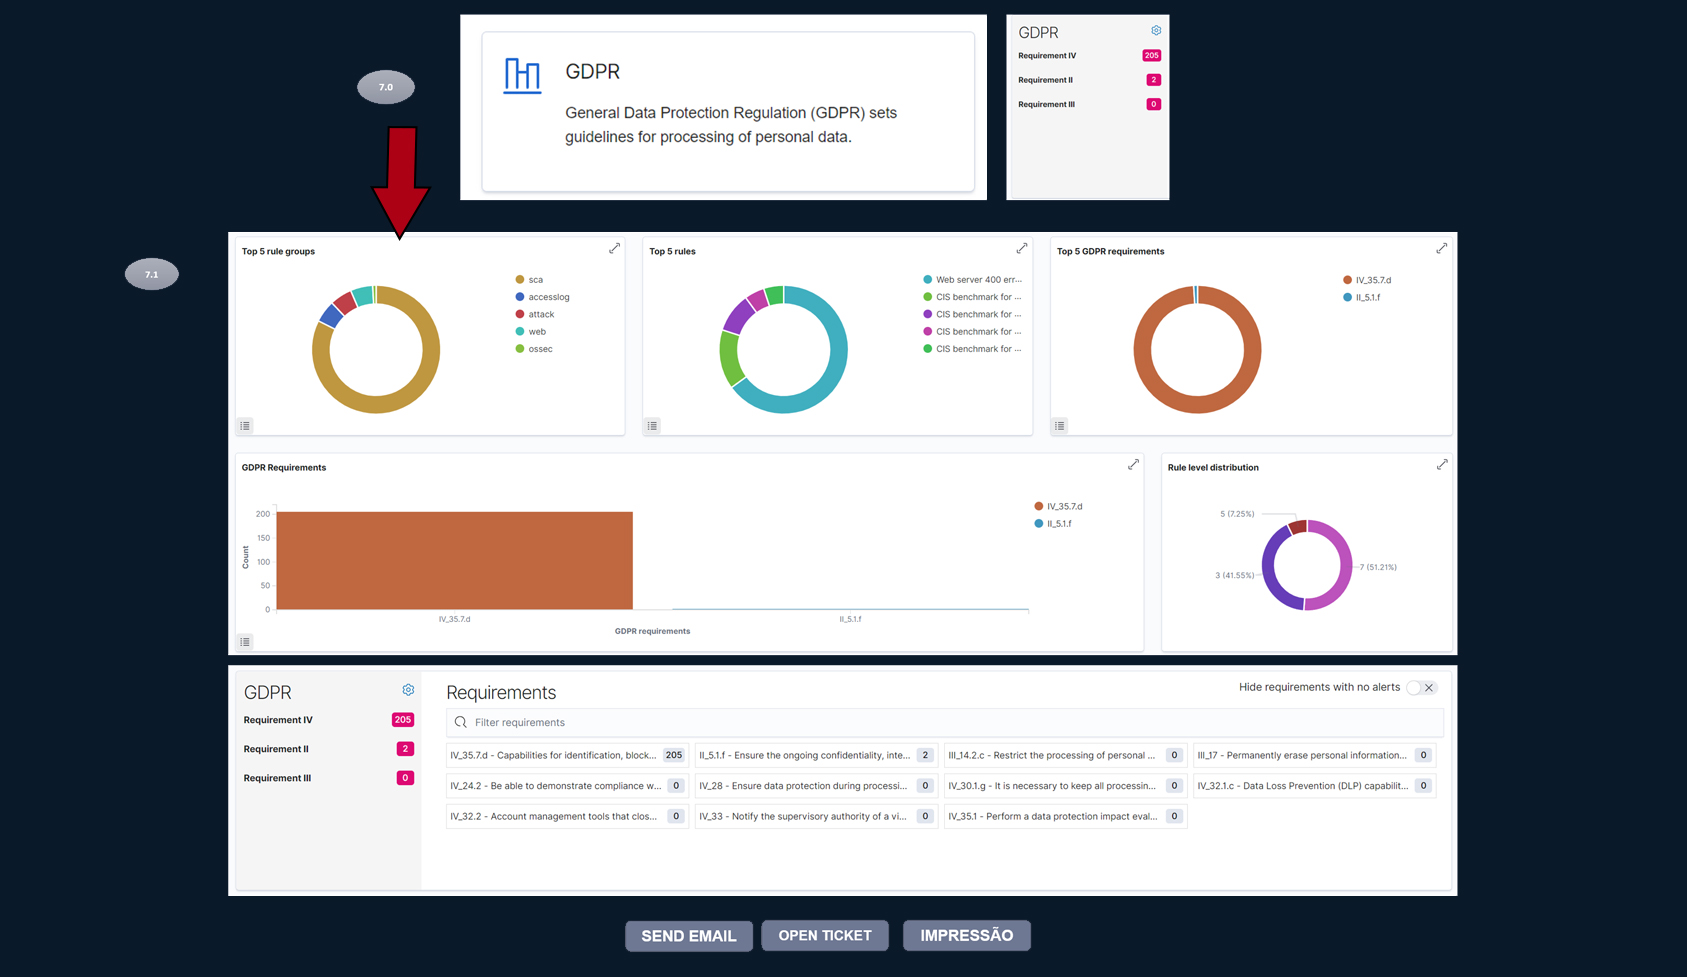 7.0
GDPR
General Data Protection Regulation (GDPR) sets
guidelines for processing of personal data.
GDPR
Requirement IV 205
Requirement II 2
Requirement III 0
7.1
Top 5 rule groups
sca
accesslog
attack
web
ossec
Top 5 rules
Web server 400 err...
CIS benchmark for ...
CIS benchmark for ...
CIS benchmark for ...
CIS benchmark for ...
Top 5 GDPR requirements
IV_35.7.d
II_5.1.f
GDPR Requirements
Count
200
150
100
50
0
IV_35.7.d
II_5.1.f
GDPR requirements
IV_35.7.d
II_5.1.f
Rule level distribution
5 (7.25%)
3 (41.55%)
7 (51.21%)
GDPR
Requirement IV 205
Requirement II 2
Requirement III 0
Requirements
Hide requirements with no alerts
Filter requirements
IV_35.7.d - Capabilities for identification, block... 205
II_5.1.f - Ensure the ongoing confidentiality, inte... 2
III_14.2.c - Restrict the processing of personal ... 0
III_17 - Permanently erase personal information... 0
IV_24.2 - Be able to demonstrate compliance w... 0
IV_28 - Ensure data protection during processi... 0
IV_30.1.g - It is necessary to keep all processin... 0
IV_32.1.c - Data Loss Prevention (DLP) capabilit... 0
IV_32.2 - Account management tools that clos... 0
IV_33 - Notify the supervisory authority of a vi... 0
IV_35.1 - Perform a data protection impact eval... 0
SEND EMAIL
OPEN TICKET
IMPRESSÃO